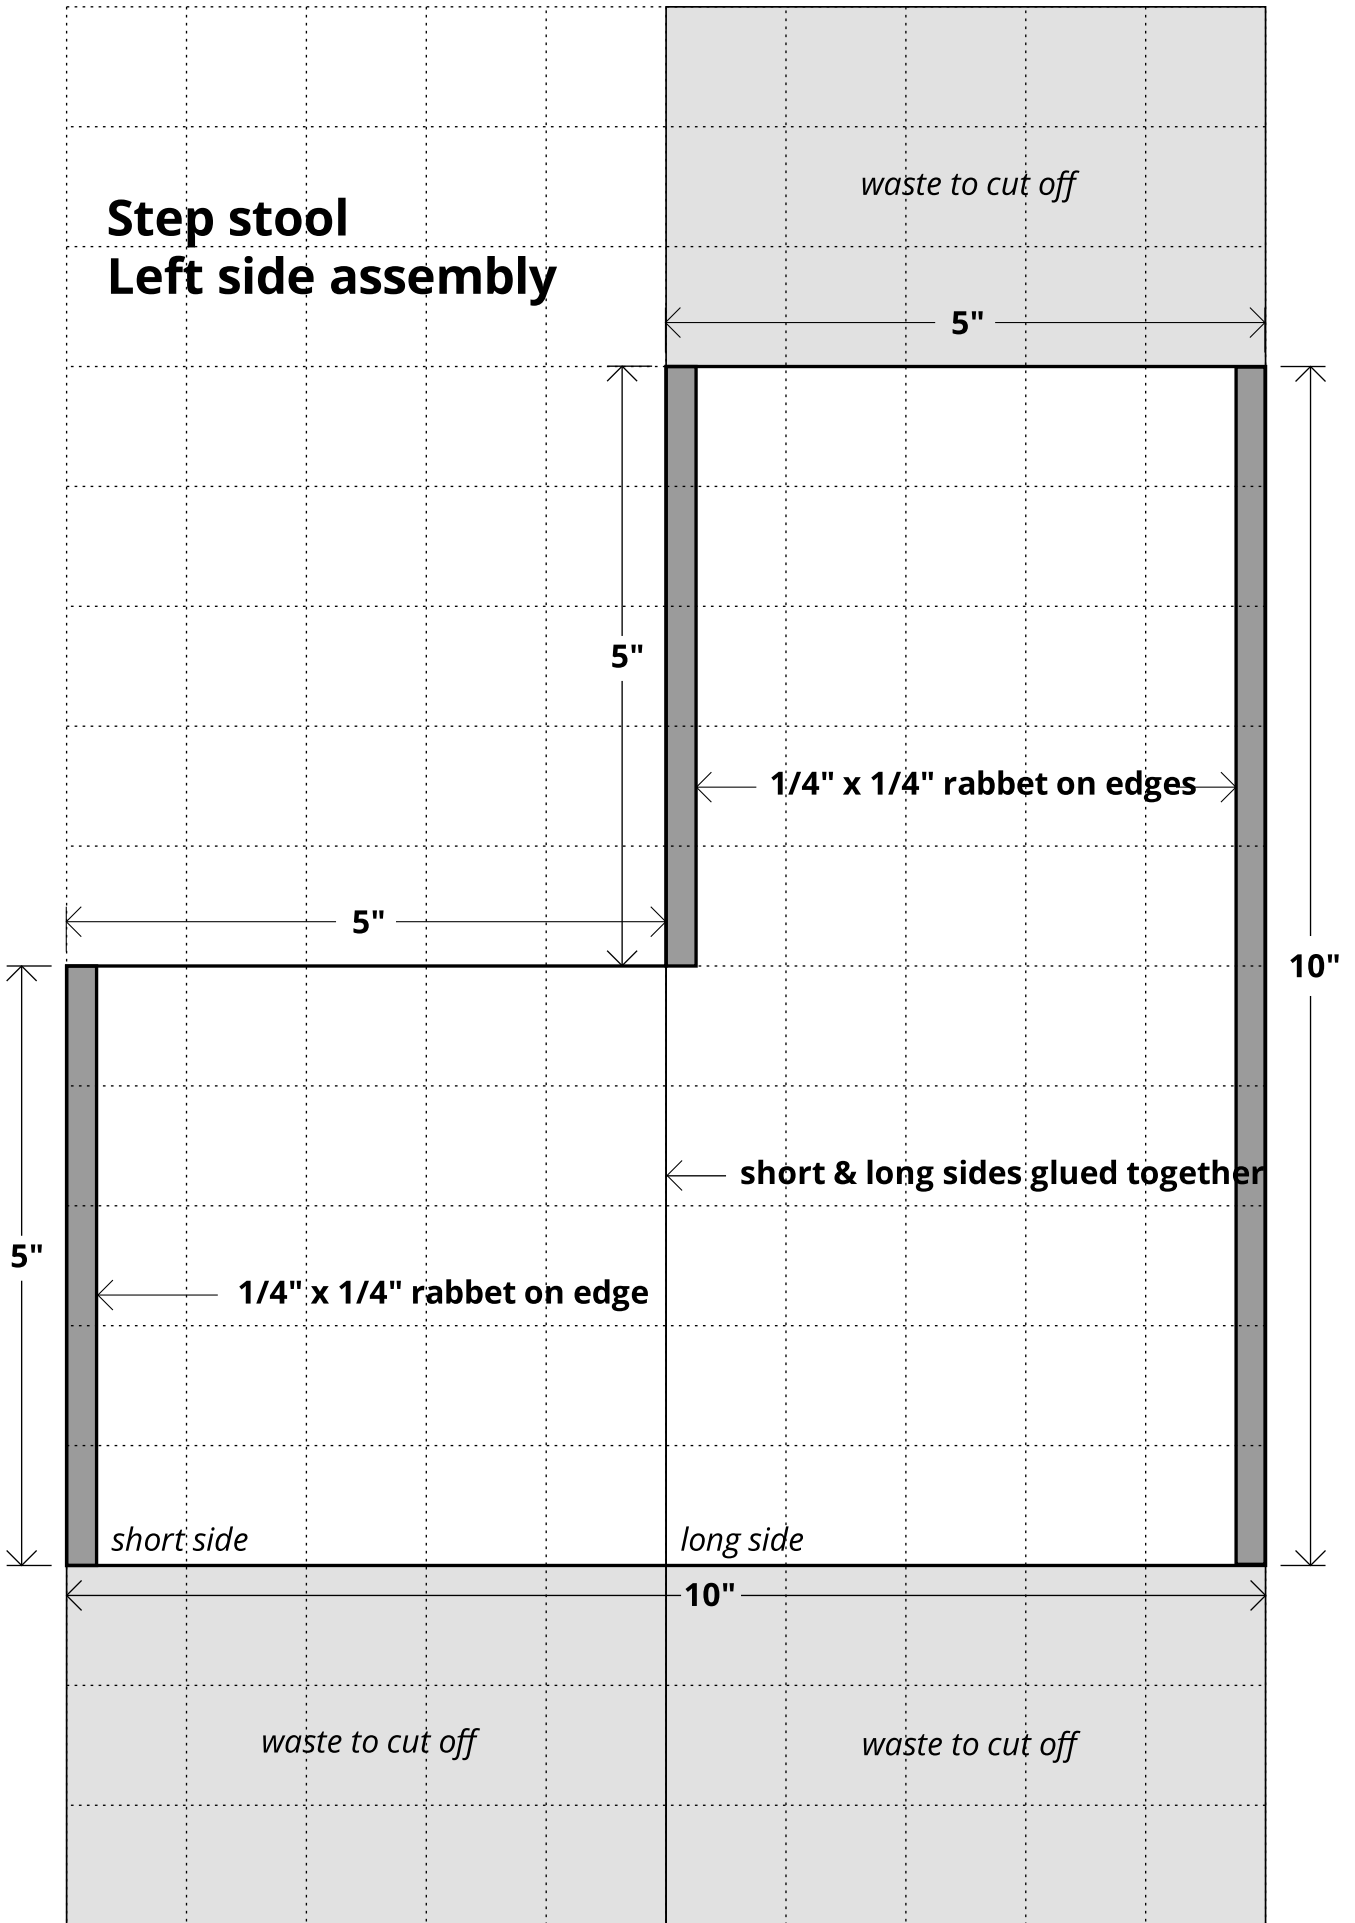 waste to cut off
Step stool
Left side assembly
5"
5"
1/4" x 1/4" rabbet on edges
5"
10"
short & long sides glued together
5"
1/4" x 1/4" rabbet on edge
short side
long side
10"
waste to cut off
waste to cut off